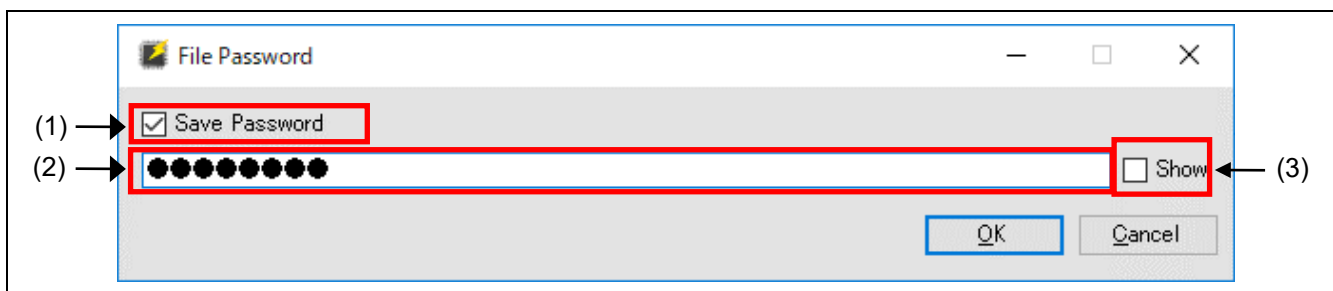 File Password
(1) Save Password
(2) ●●●●●●●● Show (3)
OK Cancel